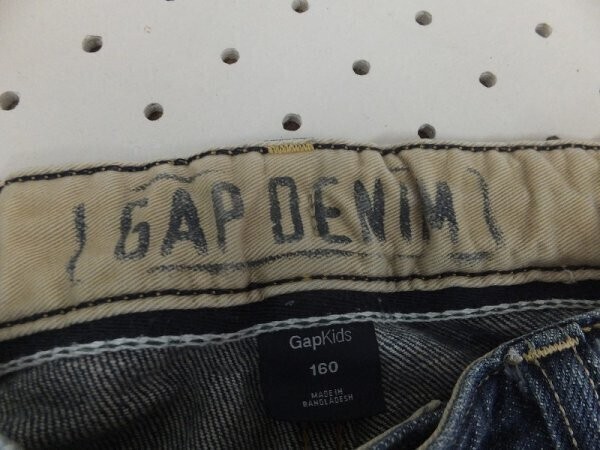 GAP DENIM
GapKids
160
MADE IN
BANGLADESH